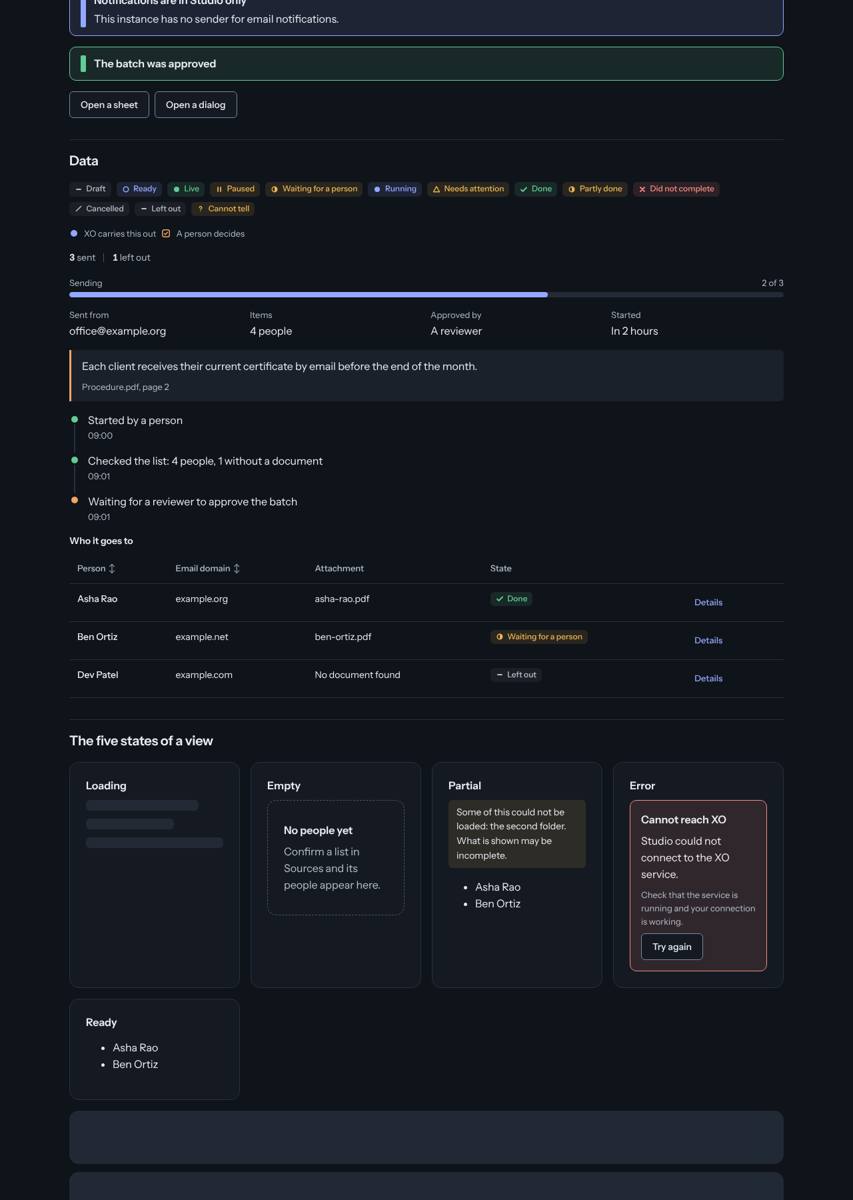 Notifications are in Studio only
This instance has no sender for email notifications.
The batch was approved
Open a sheet
Open a dialog
Data
Draft
Ready
Live
Paused
Waiting for a person
Running
Needs attention
Done
Partly done
Did not complete
Cancelled
Left out
? Cannot tell
XO carries this out
A person decides
3 sent | 1 left out
Sending
2 of 3
Sent from
Items
Approved by
Started
office@example.org
4 people
A reviewer
In 2 hours
Each client receives their current certificate by email before the end of the month.
Procedure.pdf, page 2
Started by a person
09:00
Checked the list: 4 people, 1 without a document
09:01
Waiting for a reviewer to approve the batch
09:01
Who it goes to
Person
Email domain
Attachment
State
Asha Rao
example.org
asha-rao.pdf
Done
Details
Ben Ortiz
example.net
ben-ortiz.pdf
Waiting for a person
Details
Dev Patel
example.com
No document found
Left out
Details
The five states of a view
Loading
Empty
No people yet
Confirm a list in
Sources and its
people appear here.
Partial
Some of this could not be
loaded: the second folder.
What is shown may be
incomplete.
Asha Rao
Ben Ortiz
Error
Cannot reach XO
Studio could not
connect to the XO
service.
Check that the service is
running and your connection
is working.
Try again
Ready
Asha Rao
Ben Ortiz